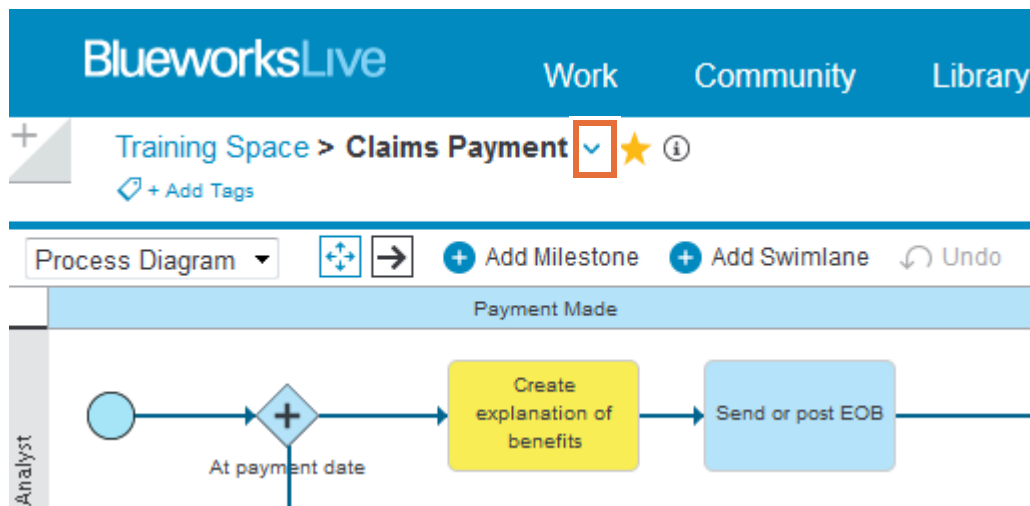 BlueworksLive
Work
Community
Library
Training Space > Claims Payment
+ Add Tags
Process Diagram
Add Milestone
Add Swimlane
Undo
Payment Made
Analyst
At payment date
Create
explanation of
benefits
Send or post EOB